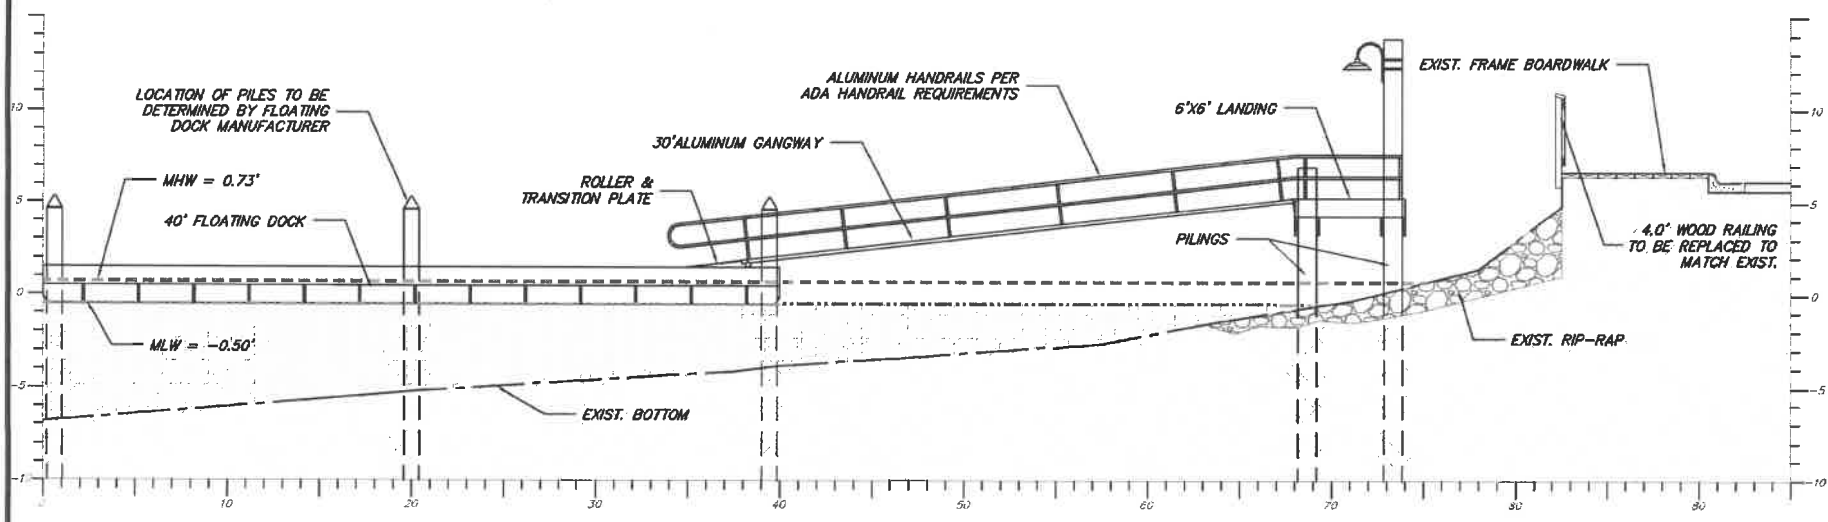 EXIST. FRAME BOARDWALK
ALUMINUM HANDRAILS PER
ADA HANDRAIL REQUIREMENTS
LOCATION OF PILES TO BE
DETERMINED BY FLOATING
DOCK MANUFACTURER
6'X6' LANDING
30'ALUMINUM GANGWAY
MHW = 0.73'
ROLLER &
TRANSITION PLATE
40' FLOATING DOCK
PILINGS
4.0' WOOD RAILING
TO BE REPLACED TO
MATCH EXIST.
MLW = -0.50'
EXIST. RIP-RAP
EXIST. BOTTOM
10
5
0
-5
-1
10
5
0
-5
-10
0
10
20
30
40
50
60
70